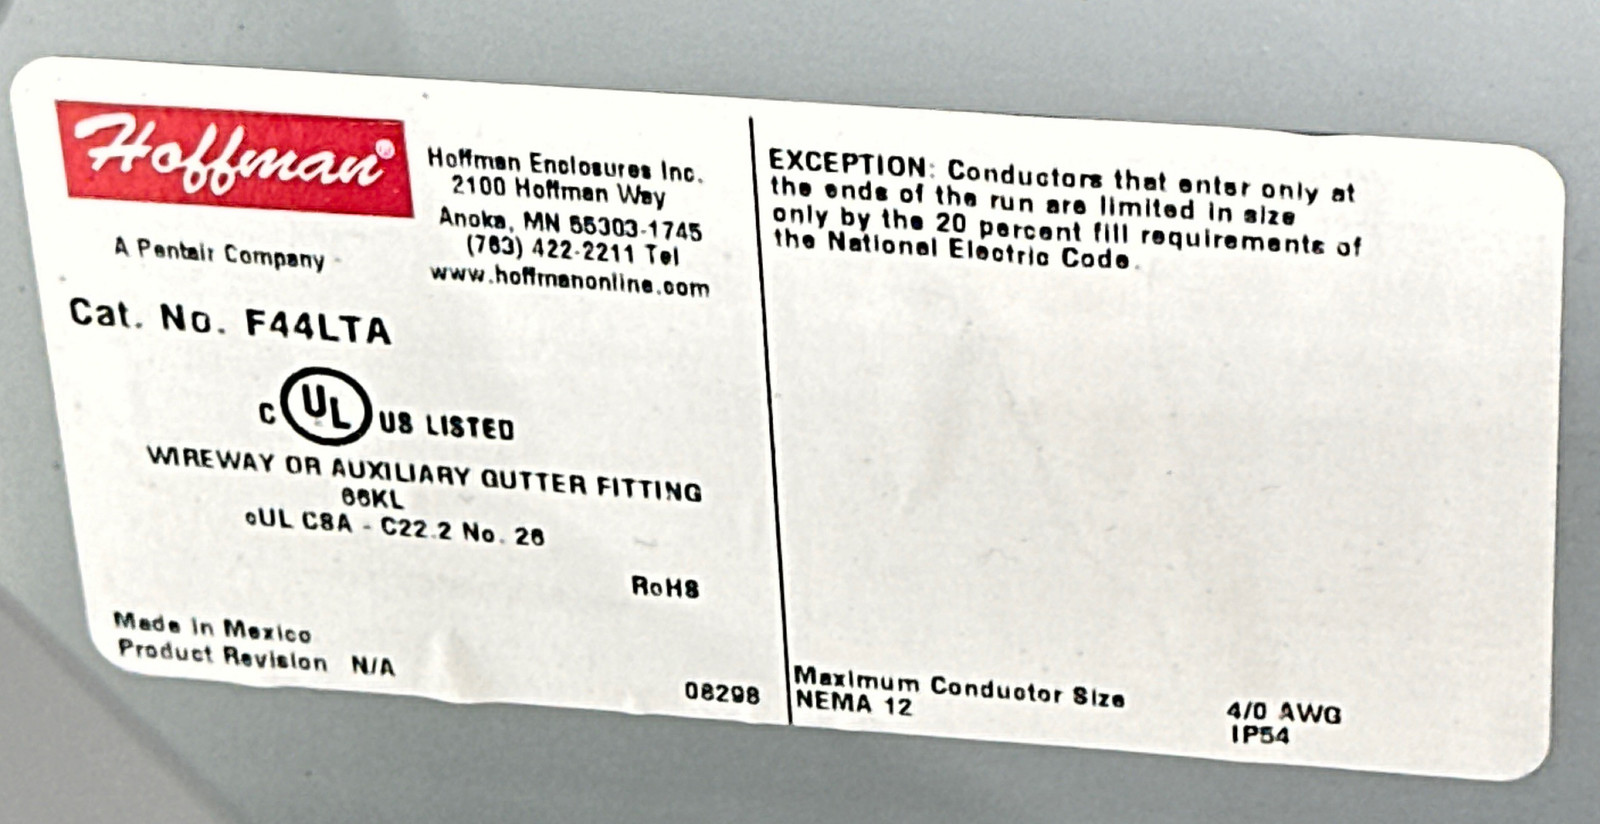 Hoffman®
A Pentair Company
Hoffman Enclosures Inc.
2100 Hoffman Way
Anoka, MN 55303-1745
(763) 422-2211 Tel
www.hoffmanonline.com
Cat. No. F44LTA
C UL US LISTED
WIREWAY OR AUXILIARY GUTTER FITTING
66KL
cUL CSA - C22.2 No. 26
RoHS
Made in Mexico
Product Revision N/A
08298
EXCEPTION: Conductors that enter only at
the ends of the run are limited in size
only by the 20 percent fill requirements of
the National Electric Code.
Maximum Conductor Size 4/0 AWG
NEMA 12 IP54